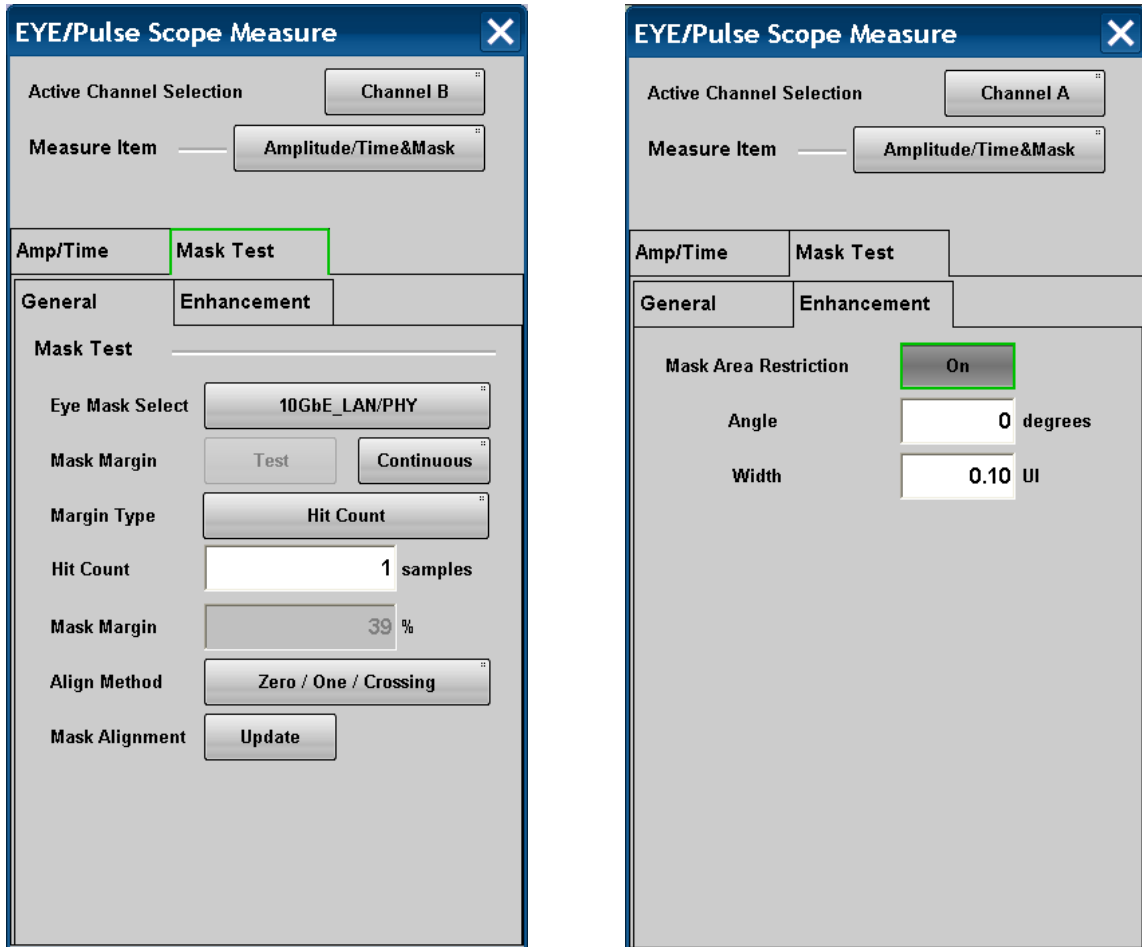 EYE/Pulse Scope Measure
Active Channel Selection Channel B
Measure Item Amplitude/Time&Mask
Amp/Time Mask Test
General Enhancement
Mask Test
Eye Mask Select 10GbE_LAN/PHY
Mask Margin Test Continuous
Margin Type Hit Count
Hit Count 1 samples
Mask Margin 39 %
Align Method Zero / One / Crossing
Mask Alignment Update
EYE/Pulse Scope Measure
Active Channel Selection Channel A
Measure Item Amplitude/Time&Mask
Amp/Time Mask Test
General Enhancement
Mask Area Restriction On
Angle 0 degrees
Width 0.10 UI